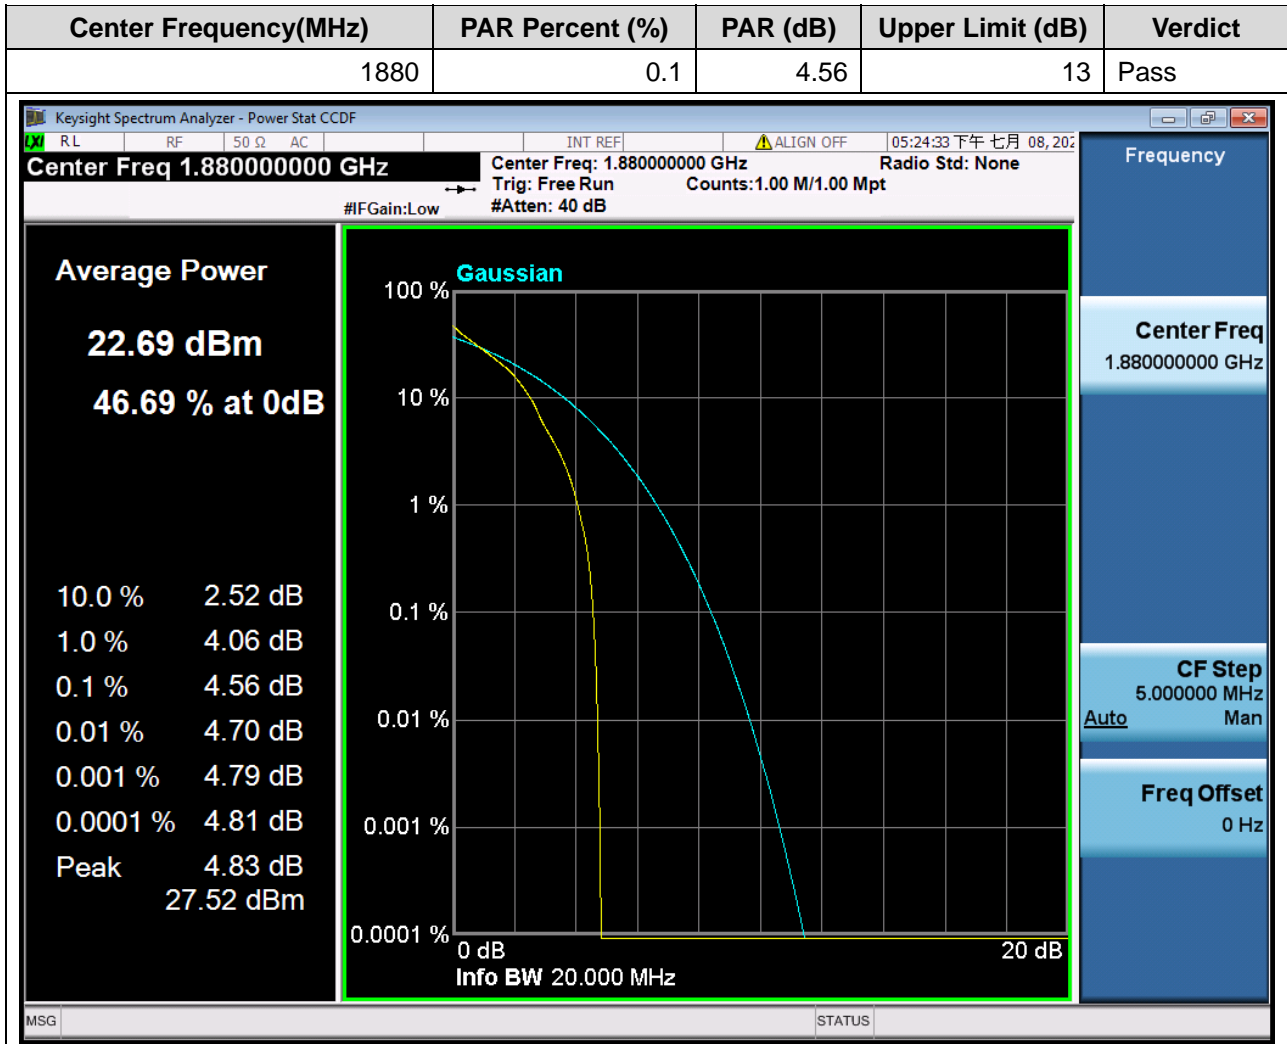 Center Frequency(MHz) PAR Percent (%) PAR (dB) Upper Limit (dB) Verdict
1880 0.1 4.56 13 Pass
Keysight Spectrum Analyzer - Power Stat CCDF
LXI RL RF 50 Ω AC INT REF ALIGN OFF 05:24:33 下午 七月 08, 202
Center Freq 1.880000000 GHz
#IFGain:Low
Center Freq: 1.880000000 GHz Radio Std: None
Trig: Free Run Counts:1.00 M/1.00 Mpt
#Atten: 40 dB
Average Power
22.69 dBm
46.69 % at 0dB
10.0 % 2.52 dB
1.0 % 4.06 dB
0.1 % 4.56 dB
0.01 % 4.70 dB
0.001 % 4.79 dB
0.0001 % 4.81 dB
Peak 4.83 dB
27.52 dBm
Gaussian
100 %
10 %
1 %
0.1 %
0.01 %
0.001 %
0.0001 %
0 dB 20 dB
Info BW 20.000 MHz
Frequency
Center Freq
1.880000000 GHz
CF Step
5.000000 MHz
Auto Man
Freq Offset
0 Hz
MSG STATUS